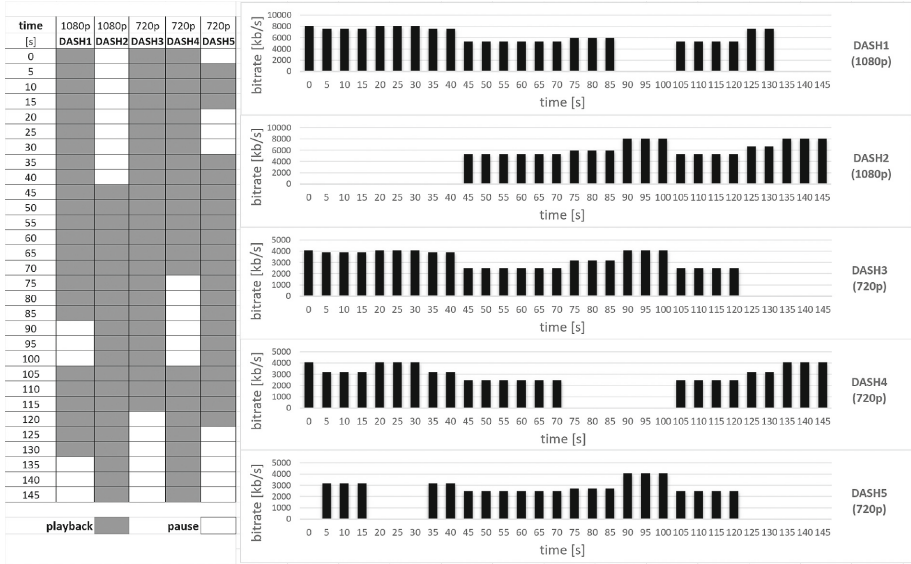 time 1080p 1080p 720p 720p 720p
[s] DASH1 DASH2 DASH3 DASH4 DASH5
0
5
10
15
20
25
30
35
40
45
50
55
60
65
70
75
80
85
90
95
100
105
110
115
120
125
130
135
140
145
playback pause
bitrate [kb/s]
10000
8000
6000
4000
2000
0
0 5 10 15 20 25 30 35 40 45 50 55 60 65 70 75 80 85 90 95 100 105 110 115 120 125 130 135 140 145
time [s]
DASH1
(1080p)
bitrate [kb/s]
10000
8000
6000
4000
2000
0
0 5 10 15 20 25 30 35 40 45 50 55 60 65 70 75 80 85 90 95 100 105 110 115 120 125 130 135 140 145
time [s]
DASH2
(1080p)
bitrate [kb/s]
5000
4000
3000
2000
1000
0
0 5 10 15 20 25 30 35 40 45 50 55 60 65 70 75 80 85 90 95 100 105 110 115 120 125 130 135 140 145
time [s]
DASH3
(720p)
bitrate [kb/s]
5000
4000
3000
2000
1000
0
0 5 10 15 20 25 30 35 40 45 50 55 60 65 70 75 80 85 90 95 100 105 110 115 120 125 130 135 140 145
time [s]
DASH4
(720p)
bitrate [kb/s]
5000
4000
3000
2000
1000
0
0 5 10 15 20 25 30 35 40 45 50 55 60 65 70 75 80 85 90 95 100 105 110 115 120 125 130 135 140 145
time [s]
DASH5
(720p)